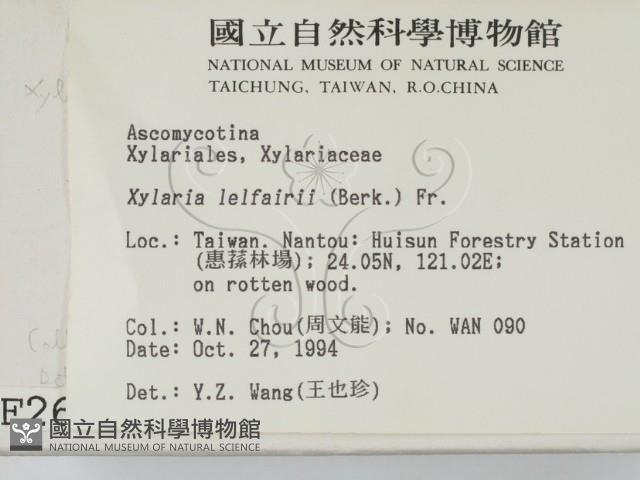 國立自然科學博物館
NATIONAL MUSEUM OF NATURAL SCIENCE
TAICHUNG, TAIWAN, R.O.CHINA
Xyl
Ascomycotina
Xylariales, Xylariaceae
Xylaria lelfairii (Berk.) Fr.
Loc.: Taiwan. Nantou: Huisun Forestry Station
(惠蓀林場); 24.05N, 121.02E;
on rotten wood.
Col.: W.N. Chou(周文能); No. WAN 090
Date: Oct. 27, 1994
Det.: Y.Z. Wang(王也珍)
F26
國立自然科學博物館
NATIONAL MUSEUM OF NATURAL SCIENCE